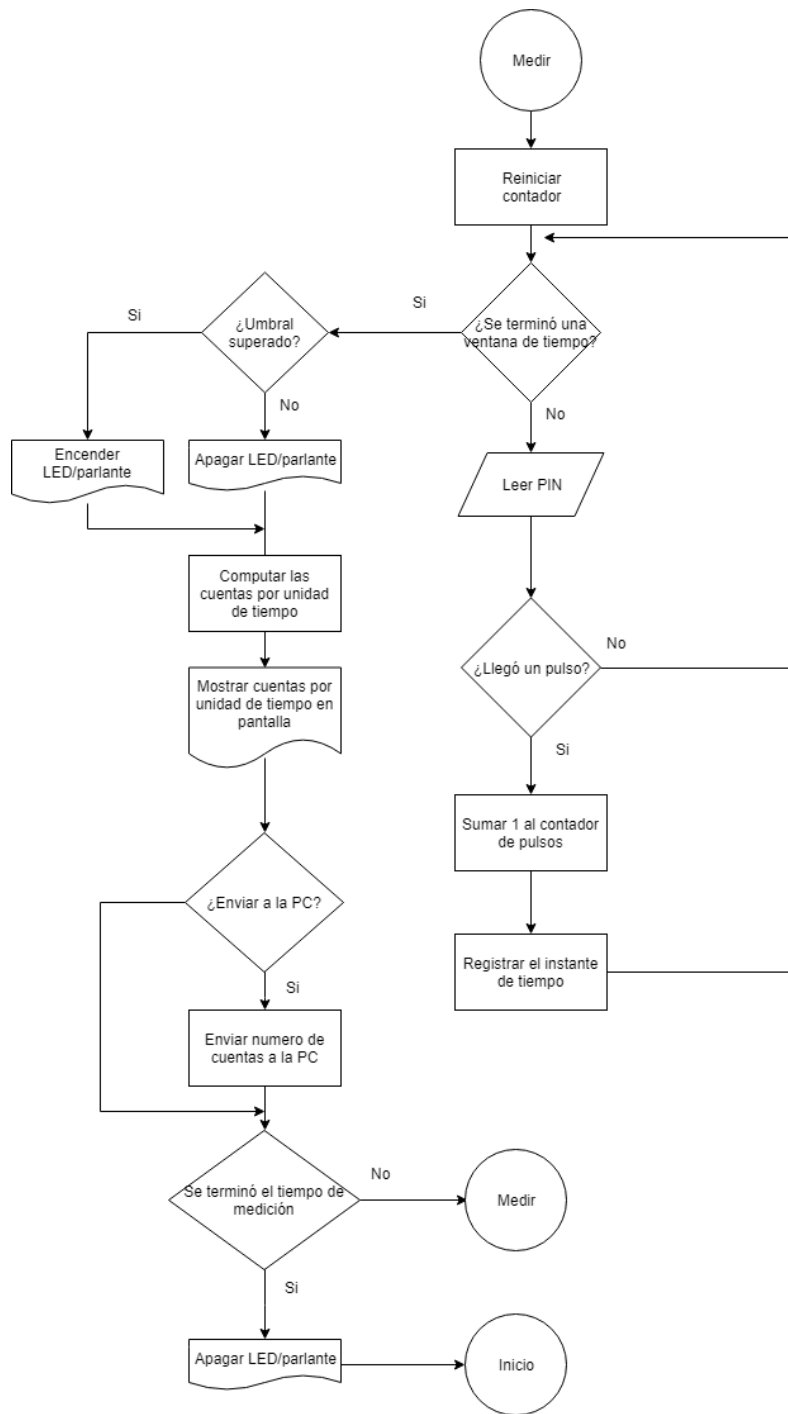 Medir
Reiniciar
contador
¿Se terminó una
ventana de tiempo?
Si
¿Umbral
superado?
Si
No
Encender
LED/parlante
Apagar LED/parlante
No
Leer PIN
Computar las
cuentas por unidad
de tiempo
¿Llegó un pulso?
No
Si
Mostrar cuentas por
unidad de tiempo en
pantalla
Sumar 1 al contador
de pulsos
¿Enviar a la PC?
Si
Registrar el instante
de tiempo
Enviar numero de
cuentas a la PC
Se terminó el tiempo de
medición
No
Medir
Si
Apagar LED/parlante
Inicio